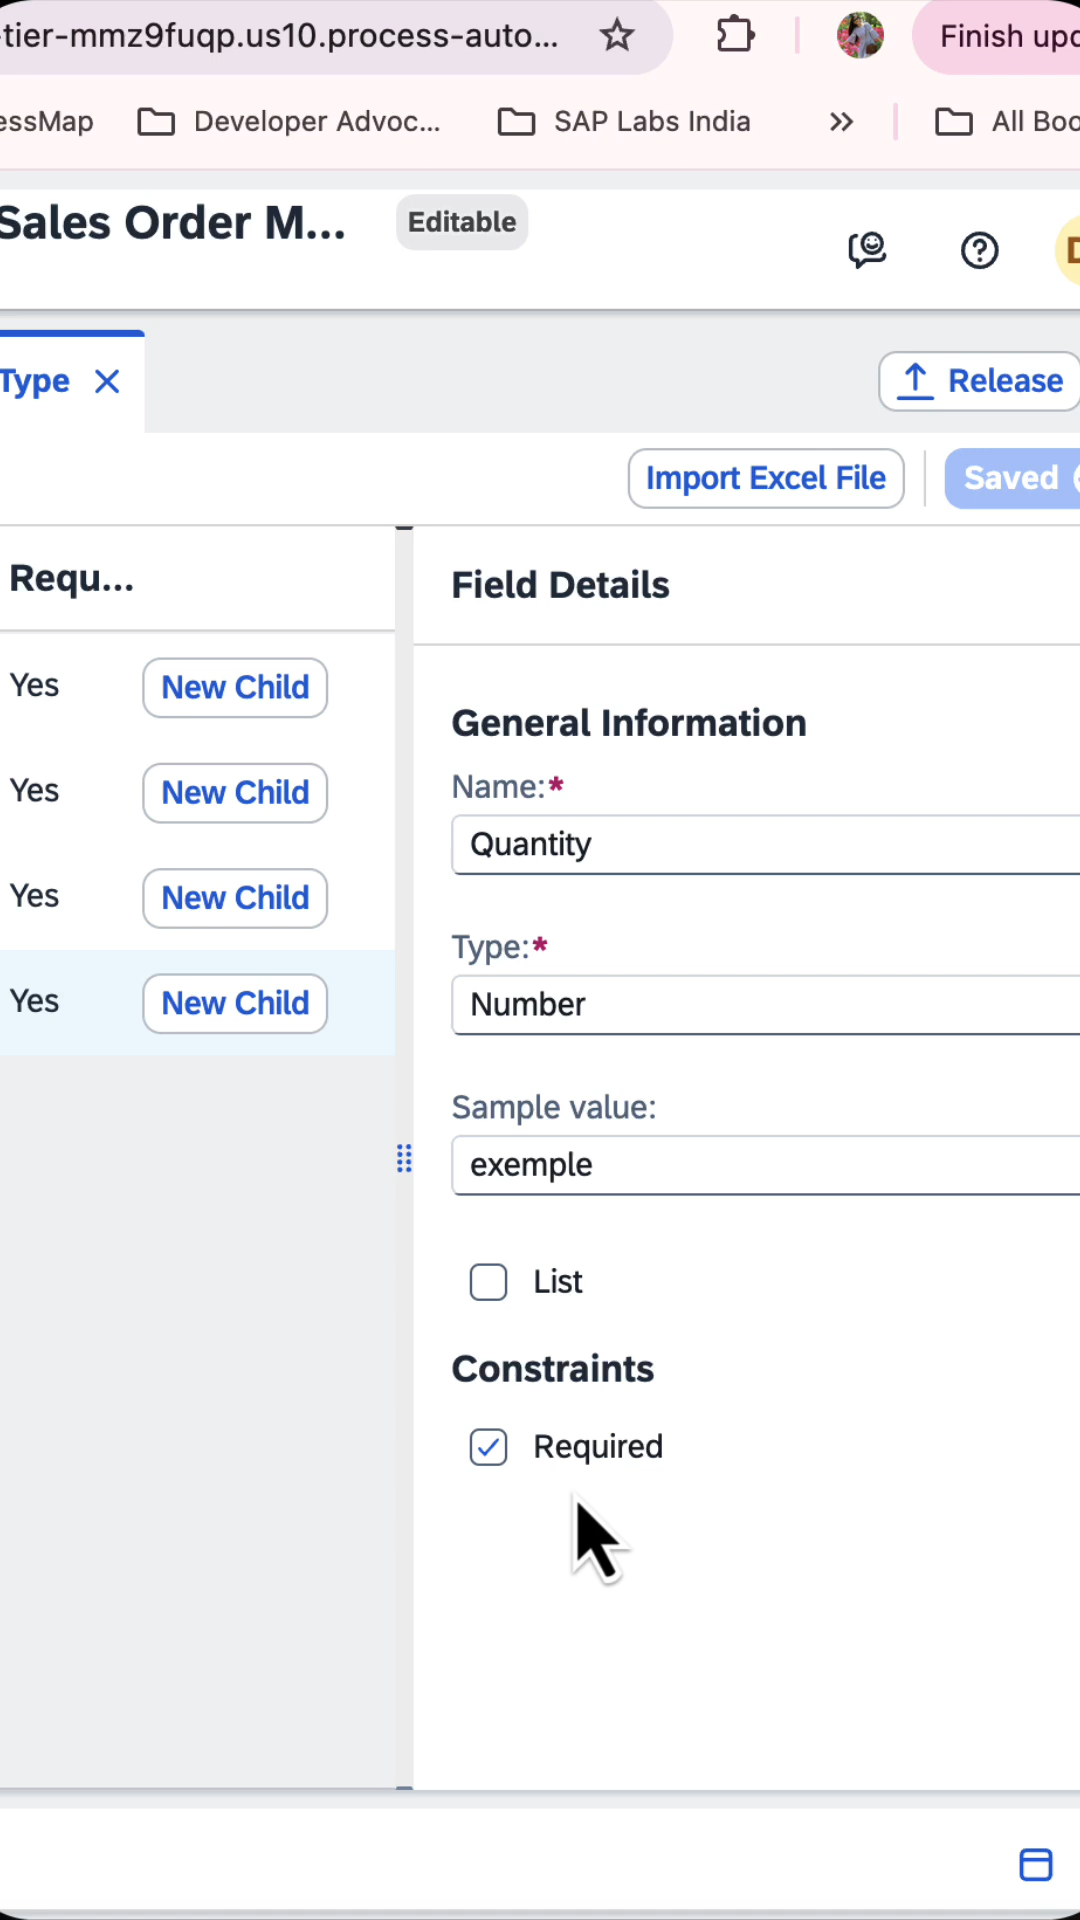 -tier-mmz9fuqp.us10.process-auto...
Finish upd
essMap
Developer Advoc...
SAP Labs India
All Boo
Sales Order M...
Editable
D
Type
Release
Import Excel File
Saved
Requ...
Field Details
Yes
New Child
General Information
Name:*
Yes
New Child
Quantity
Yes
New Child
Type:*
Yes
New Child
Number
Sample value:
exemple
List
Constraints
Required